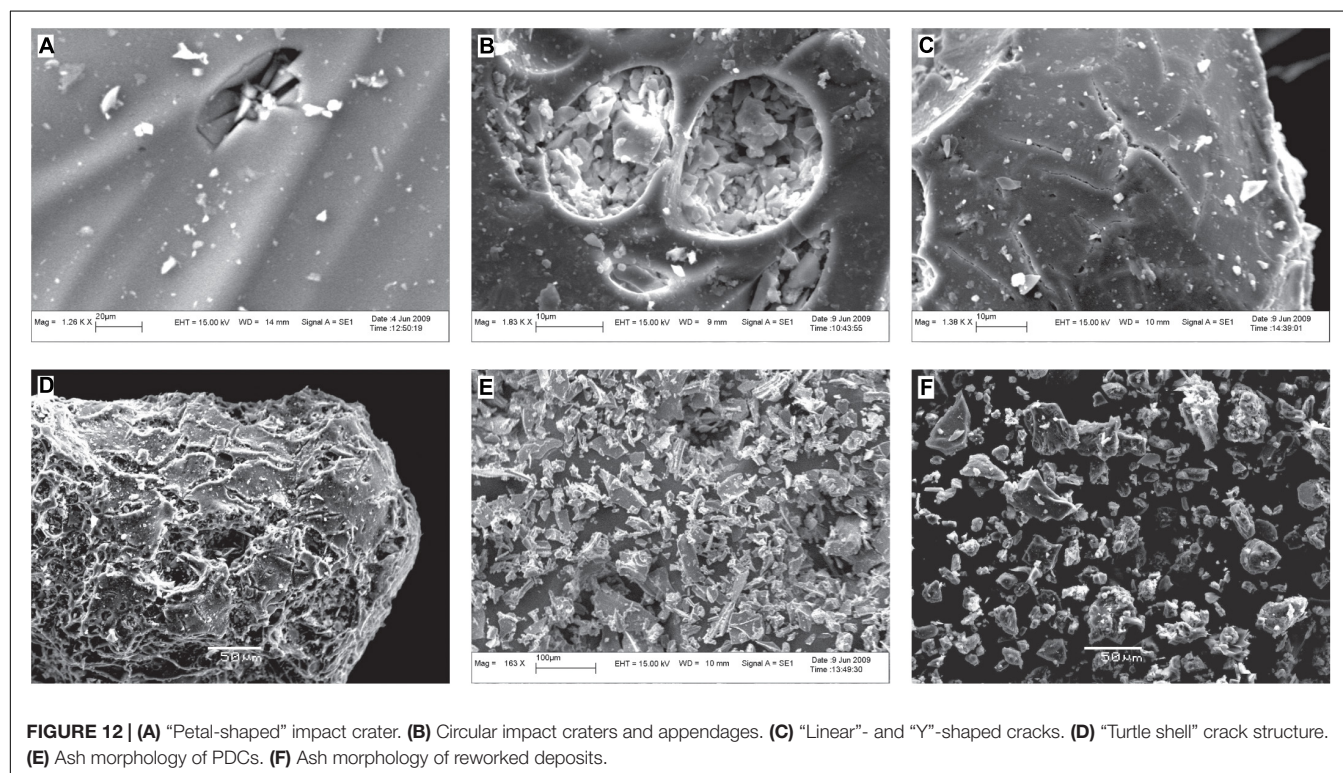 A
Mag = 1.26 K X 20µm EHT = 15.00 kV WD = 14 mm Signal A = SE1 Date :4 Jun 2009
Time :12:50:19
B
Mag = 1.83 K X 10µm EHT = 15.00 kV WD = 9 mm Signal A = SE1 Date :9 Jun 2009
Time :10:43:55
C
Mag = 1.38 K X 10µm EHT = 15.00 kV WD = 10 mm Signal A = SE1 Date :9 Jun 2009
Time :14:39:01
D
50µm
E
Mag = 163 X 100µm EHT = 15.00 kV WD = 10 mm Signal A = SE1 Date :9 Jun 2009
Time :13:49:30
F
50µm
FIGURE 12 | (A) “Petal-shaped” impact crater. (B) Circular impact craters and appendages. (C) “Linear”- and “Y”-shaped cracks. (D) “Turtle shell” crack structure.
(E) Ash morphology of PDCs. (F) Ash morphology of reworked deposits.